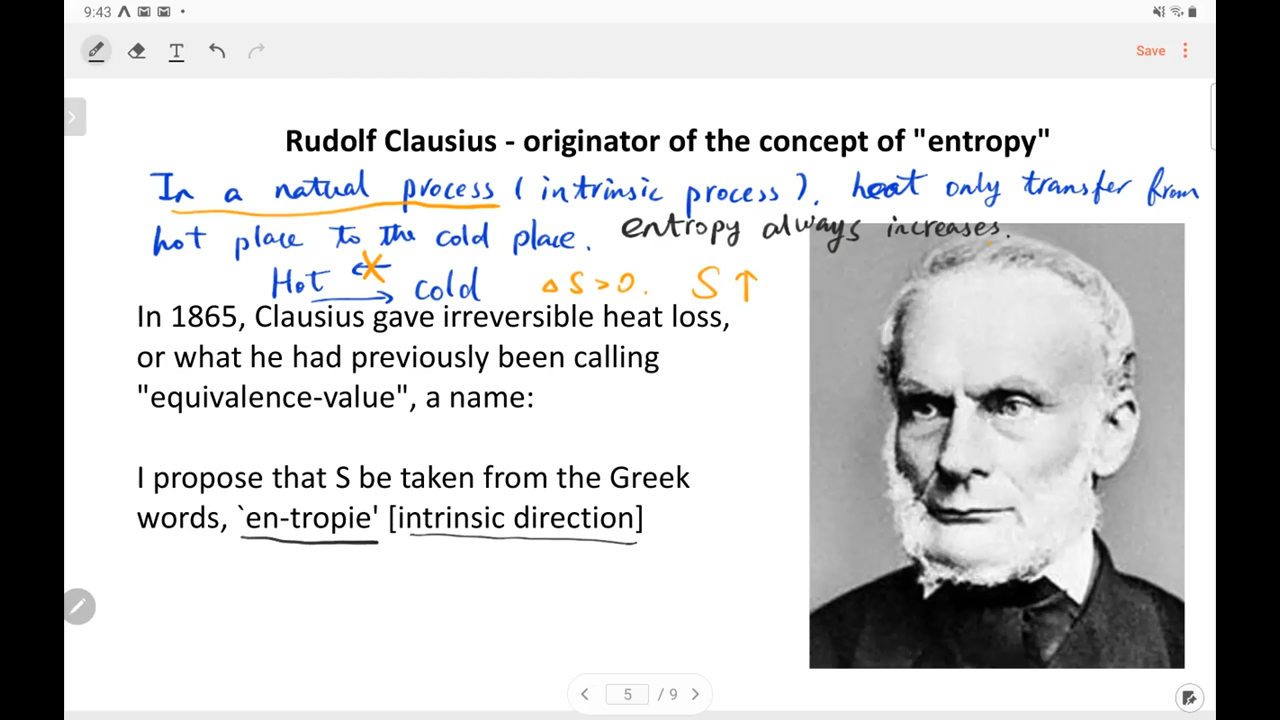 9:43
Save
Rudolf Clausius - originator of the concept of "entropy"
In a natual process (intrinsic process). heat only transfer from
hot place to the cold place. entropy always increases.
Hot cold ΔS>0. S↑
In 1865, Clausius gave irreversible heat loss,
or what he had previously been calling
"equivalence-value", a name:
I propose that S be taken from the Greek
words, `en-tropie' [intrinsic direction]
5 / 9